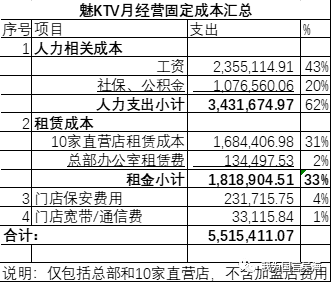 魅KTV月经营固定成本汇总
序号 项目 支出 %
1 人力相关成本
工资 2,355,114.91 43%
社保、公积金 1,076,560.06 20%
人力支出小计 3,431,674.97 62%
2 租赁成本
10家直营店租赁成本 1,684,406.98 31%
总部办公室租赁费 134,497.53 2%
租金小计 1,818,904.51 33%
3 门店保安费用 231,715.75 4%
4 门店宽带/通信费 33,115.84 1%
合计: 5,515,411.07
说明：仅包括总部和10家直营店，不含加盟店费用